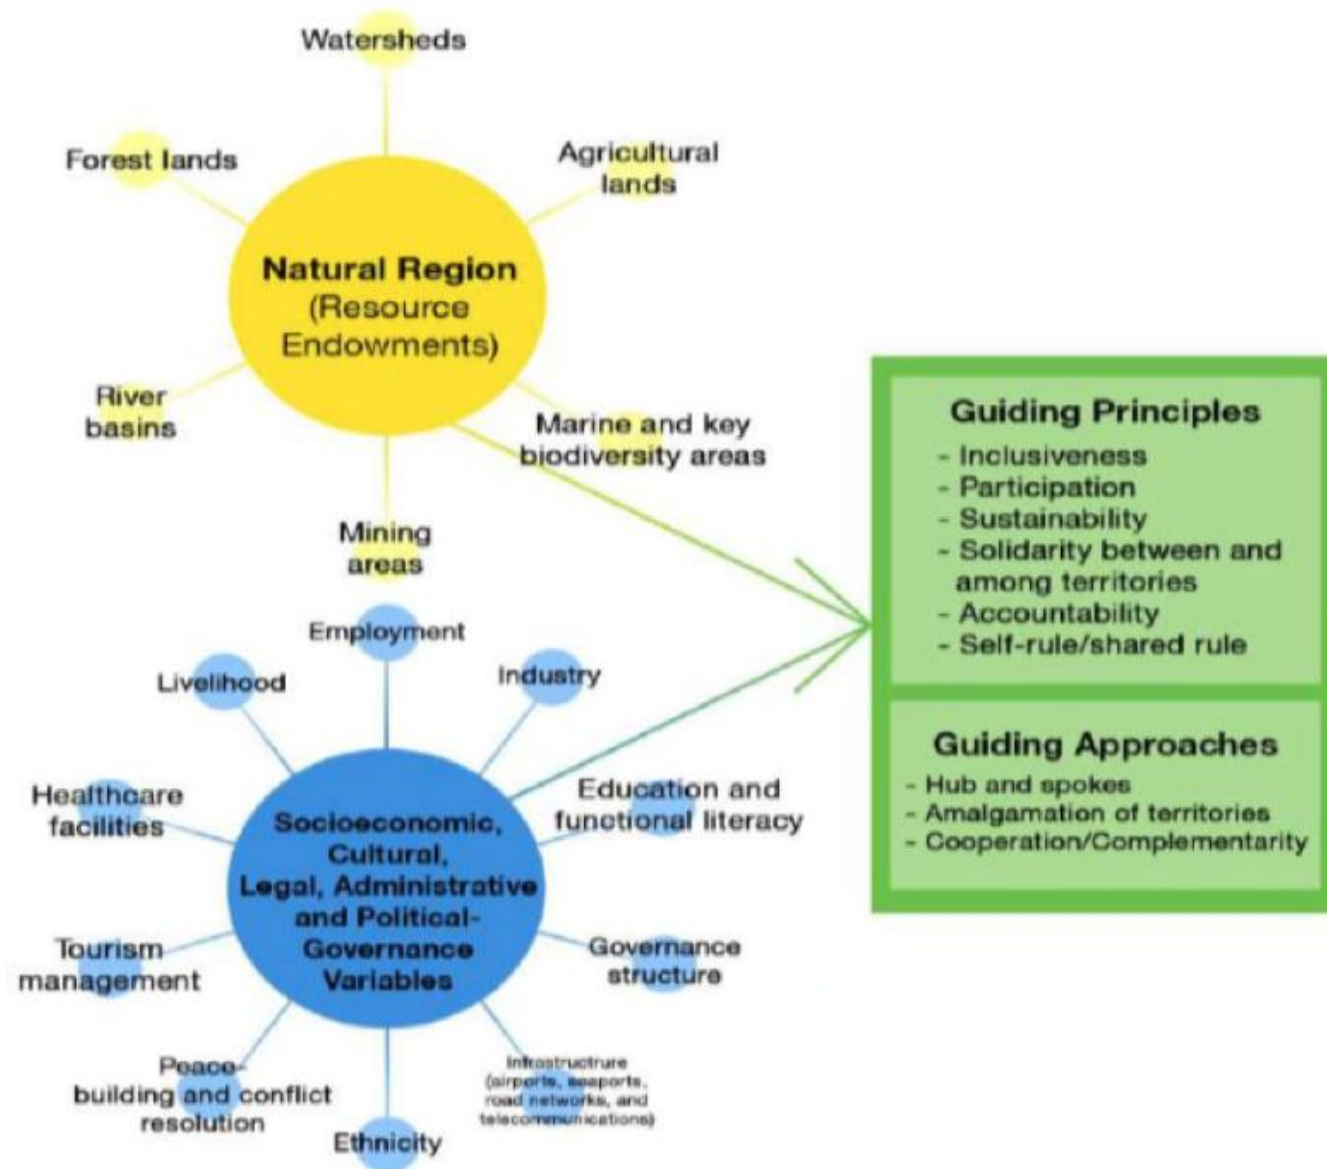 Watersheds
Forest lands
Agricultural
lands
Natural Region
(Resource
Endowments)
River
basins
Marine and key
biodiversity areas
Mining
areas
Employment
Livelihood
Industry
Healthcare
facilities
Education and
functional literacy
Socioeconomic,
Cultural,
Legal, Administrative
and Political-
Governance
Variables
Tourism
management
Governance
structure
Peace-
building and conflict
resolution
Infrastructrure
(airports, seaports,
road networks, and
telecommunications)
Ethnicity
Guiding Principles
- Inclusiveness
- Participation
- Sustainability
- Solidarity between and
among territories
- Accountability
- Self-rule/shared rule
Guiding Approaches
- Hub and spokes
- Amalgamation of territories
- Cooperation/Complementarity